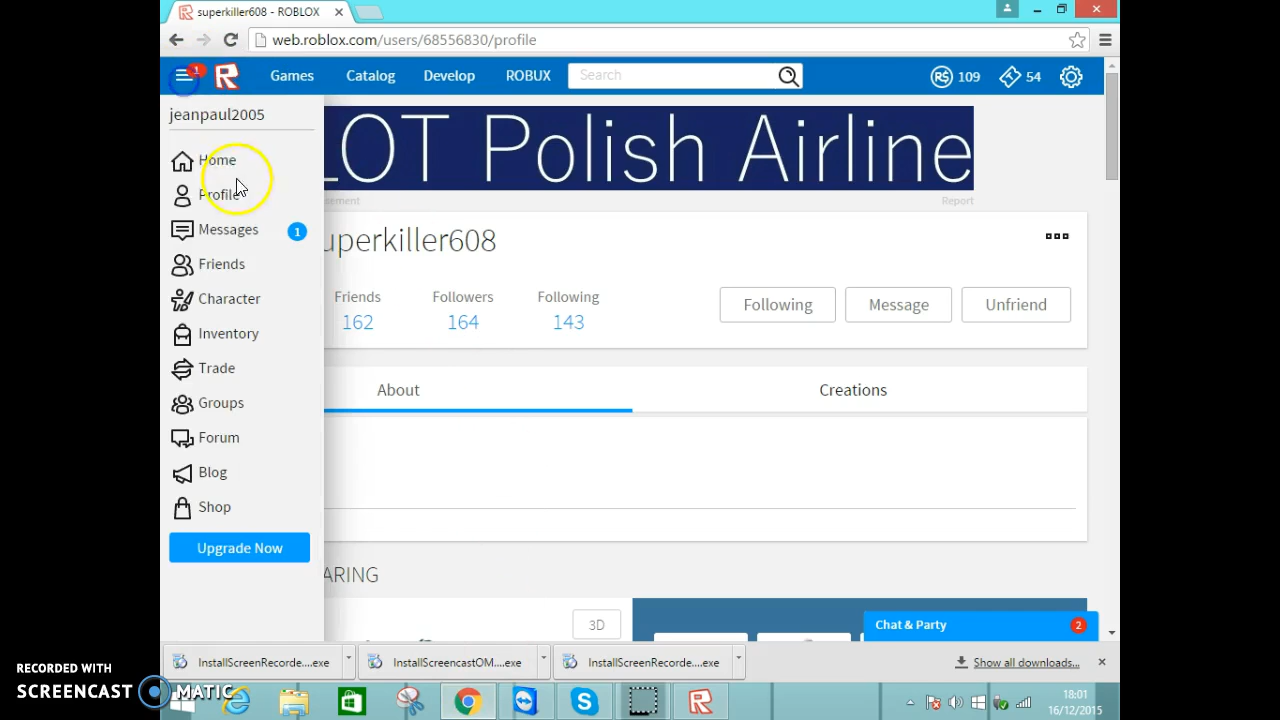 superkiller608 - ROBLOX
web.roblox.com/users/68556830/profile
1
Games
Catalog
Develop
ROBUX
Search
R$ 109
54
jeanpaul2005
Home
Profile
Messages
1
Friends
Character
Inventory
Trade
Groups
Forum
Blog
Shop
Upgrade Now
LOT Polish Airline
Report
uperkiller608
Friends
162
Followers
164
Following
143
Following
Message
Unfriend
About
Creations
ARING
3D
Chat & Party
2
InstallScreenRecorde....exe
InstallScreencastOM....exe
InstallScreenRecorde....exe
Show all downloads...
RECORDED WITH
SCREENCAST MATIC
18:01
16/12/2015